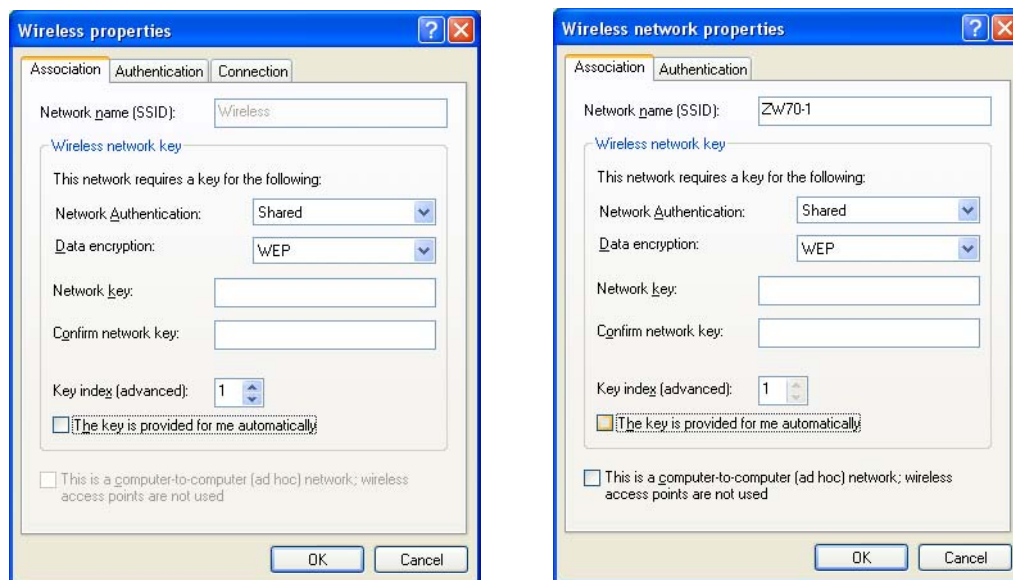 Wireless properties
Association Authentication Connection
Network name (SSID): Wireless
Wireless network key
This network requires a key for the following:
Network Authentication: Shared
Data encryption: WEP
Network key:
Confirm network key:
Key index (advanced): 1
The key is provided for me automatically
This is a computer-to-computer (ad hoc) network; wireless
access points are not used
OK Cancel
Wireless network properties
Association Authentication
Network name (SSID): ZW70-1
Wireless network key
This network requires a key for the following:
Network Authentication: Shared
Data encryption: WEP
Network key:
Confirm network key:
Key index (advanced): 1
The key is provided for me automatically
This is a computer-to-computer (ad hoc) network; wireless
access points are not used
OK Cancel